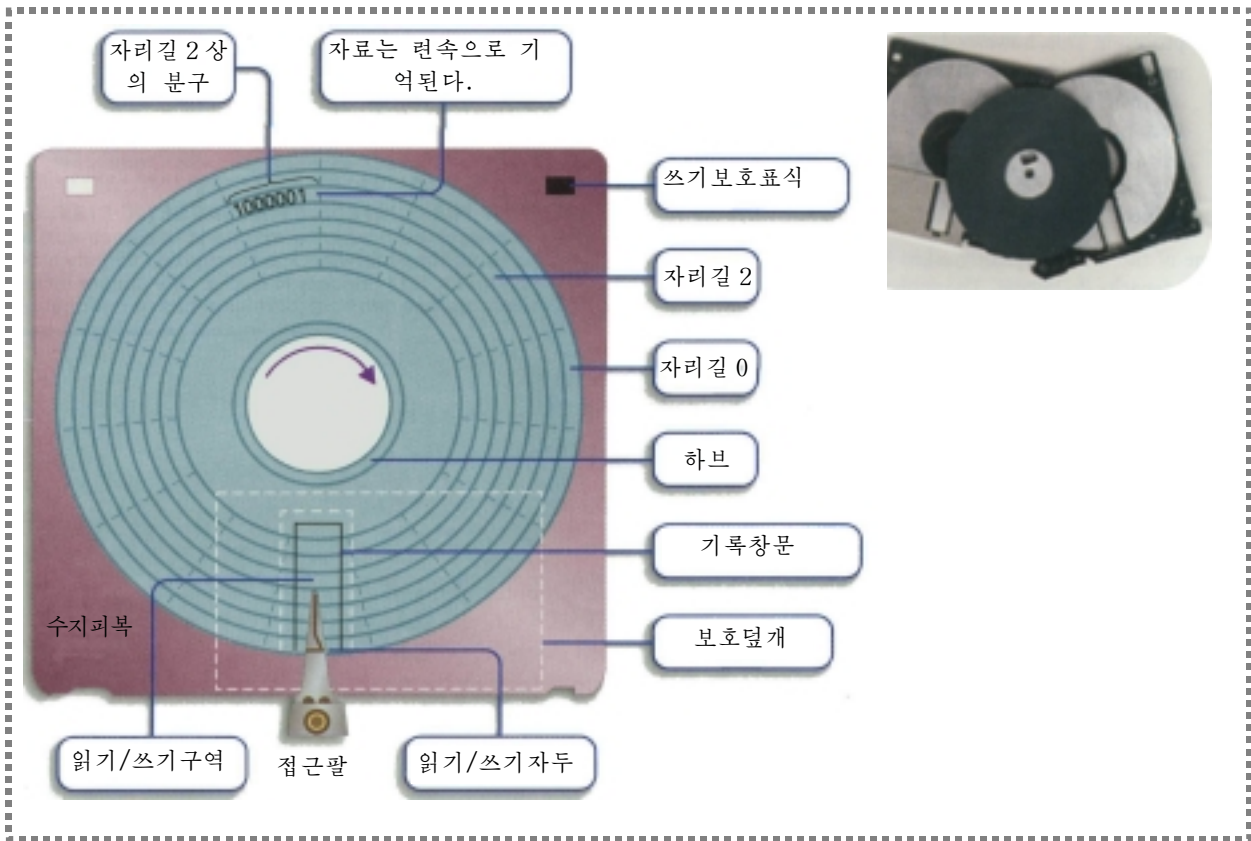 자리길 2 상
의 분구
자료는 련속으로 기
억된다.
쓰기보호표식
1000001
자리길 2
자리길 0
하브
기록창문
수지피복
보호덮개
읽기/쓰기구역
접근팔
읽기/쓰기자두